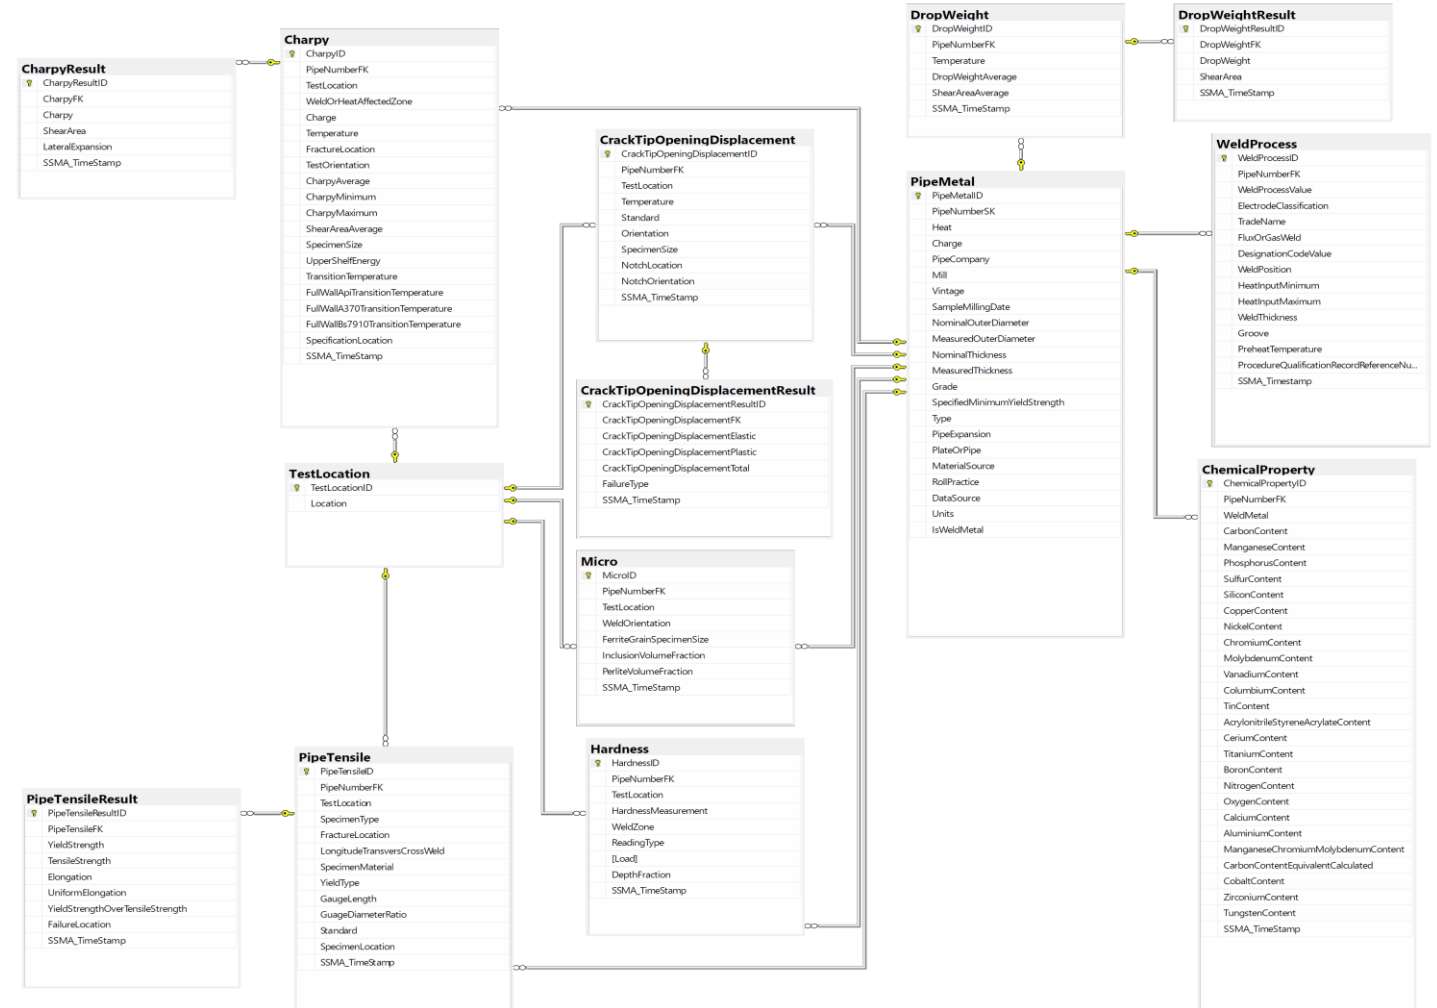 CharpyResult
CharpyResultID
CharpyFK
Charpy
ShearArea
LateralExpansion
SSMA_TimeStamp
Charpy
CharpyID
PipeNumberFK
TestLocation
WeldOrHeatAffectedZone
Charge
Temperature
FractureLocation
TestOrientation
CharpyAverage
CharpyMinimum
CharpyMaximum
ShearAreaAverage
SpecimenSize
UpperShelfEnergy
TransitionTemperature
FullWallApiTransitionTemperature
FullWallA370TransitionTemperature
FullWallBs7910TransitionTemperature
SpecificationLocation
SSMA_TimeStamp
CrackTipOpeningDisplacement
CrackTipOpeningDisplacementID
PipeNumberFK
TestLocation
Temperature
Standard
Orientation
SpecimenSize
NotchLocation
NotchOrientation
SSMA_TimeStamp
DropWeight
DropWeightID
PipeNumberFK
Temperature
DropWeightAverage
ShearAreaAverage
SSMA_TimeStamp
DropWeightResult
DropWeightResultID
DropWeightFK
DropWeight
ShearArea
SSMA_TimeStamp
WeldProcess
WeldProcessID
PipeNumberFK
WeldProcessValue
ElectrodeClassification
TradeName
FluxOrGasWeld
DesignationCodeValue
WeldPosition
HeatInputMinimum
HeatInputMaximum
WeldThickness
Groove
PreheatTemperature
ProcedureQualificationRecordReferenceNu...
SSMA_Timestamp
PipeMetal
PipeMetalID
PipeNumberSK
Heat
Charge
PipeCompany
Mill
Vintage
SampleMillingDate
NominalOuterDiameter
MeasuredOuterDiameter
NominalThickness
MeasuredThickness
Grade
SpecifiedMinimumYieldStrength
Type
PipeExpansion
PlateOrPipe
MaterialSource
RollPractice
DataSource
Units
IsWeldMetal
CrackTipOpeningDisplacementResult
CrackTipOpeningDisplacementResultID
CrackTipOpeningDisplacementFK
CrackTipOpeningDisplacementElastic
CrackTipOpeningDisplacementPlastic
CrackTipOpeningDisplacementTotal
FailureType
SSMA_TimeStamp
TestLocation
TestLocationID
Location
Micro
MicroID
PipeNumberFK
TestLocation
WeldOrientation
FerriteGrainSpecimenSize
InclusionVolumeFraction
PerliteVolumeFraction
SSMA_TimeStamp
ChemicalProperty
ChemicalPropertyID
PipeNumberFK
WeldMetal
CarbonContent
ManganeseContent
PhosphorusContent
SulfurContent
SiliconContent
CopperContent
NickelContent
ChromiumContent
MolybdenumContent
VanadiumContent
ColumbiumContent
TinContent
AcrylonitrileStyreneAcrylateContent
CeriumContent
TitaniumContent
BoronContent
NitrogenContent
OxygenContent
CalciumContent
AluminiumContent
ManganeseChromiumMolybdenumContent
CarbonContentEquivalentCalculated
CobaltContent
ZirconiumContent
TungstenContent
SSMA_TimeStamp
PipeTensileResult
PipeTensileResultID
PipeTensileFK
YieldStrength
TensileStrength
Elongation
UniformElongation
YieldStrengthOverTensileStrength
FailureLocation
SSMA_TimeStamp
PipeTensile
PipeTensileID
PipeNumberFK
TestLocation
SpecimenType
FractureLocation
LongitudeTransversCrossWeld
SpecimenMaterial
YieldType
GaugeLength
GuageDiameterRatio
Standard
SpecimenLocation
SSMA_TimeStamp
Hardness
HardnessID
PipeNumberFK
TestLocation
HardnessMeasurement
WeldZone
ReadingType
[Load]
DepthFraction
SSMA_TimeStamp